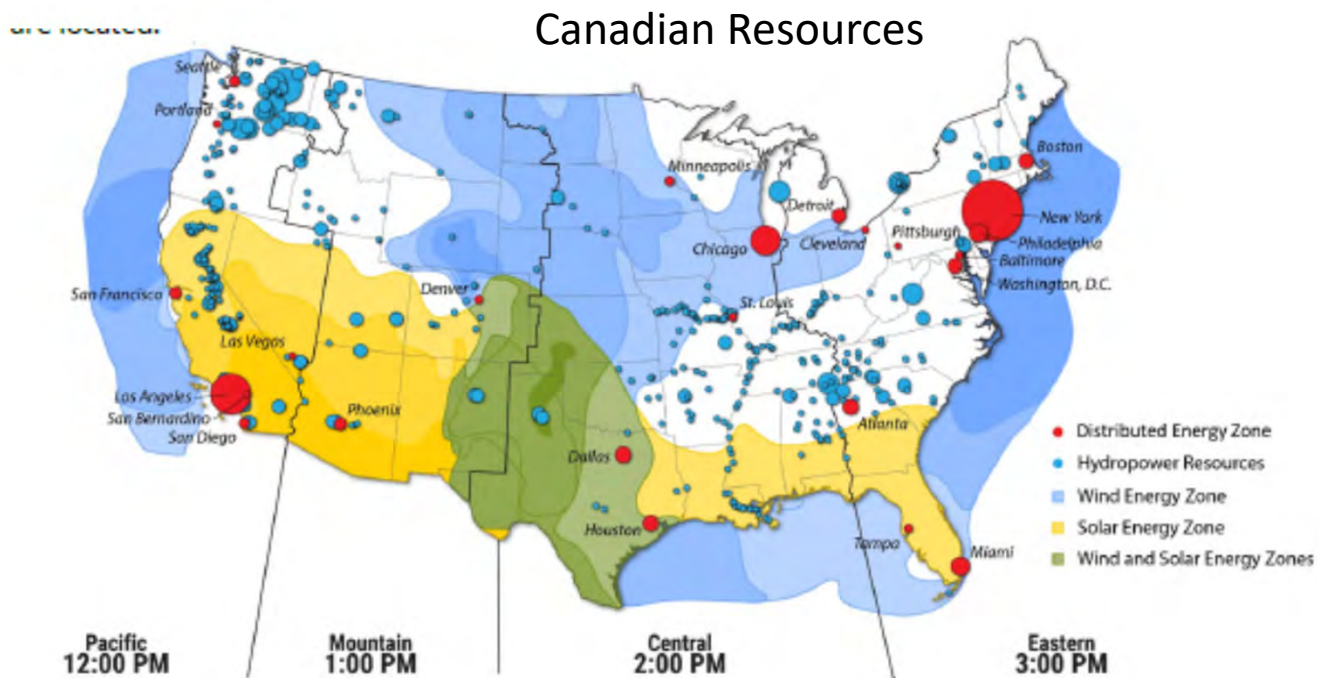 Canadian Resources
are located.
Seattle
Portland
Minneapolis
Boston
Detroit
New York
Chicago
Cleveland
Pittsburgh
Philadelphia
Baltimore
Washington, D.C.
Denver
San Francisco
St. Louis
Las Vegas
Los Angeles
San Bernardino
San Diego
Phoenix
Atlanta
Dallas
Houston
Tampa
Miami
Distributed Energy Zone
Hydropower Resources
Wind Energy Zone
Solar Energy Zone
Wind and Solar Energy Zones
Pacific
12:00 PM
Mountain
1:00 PM
Central
2:00 PM
Eastern
3:00 PM